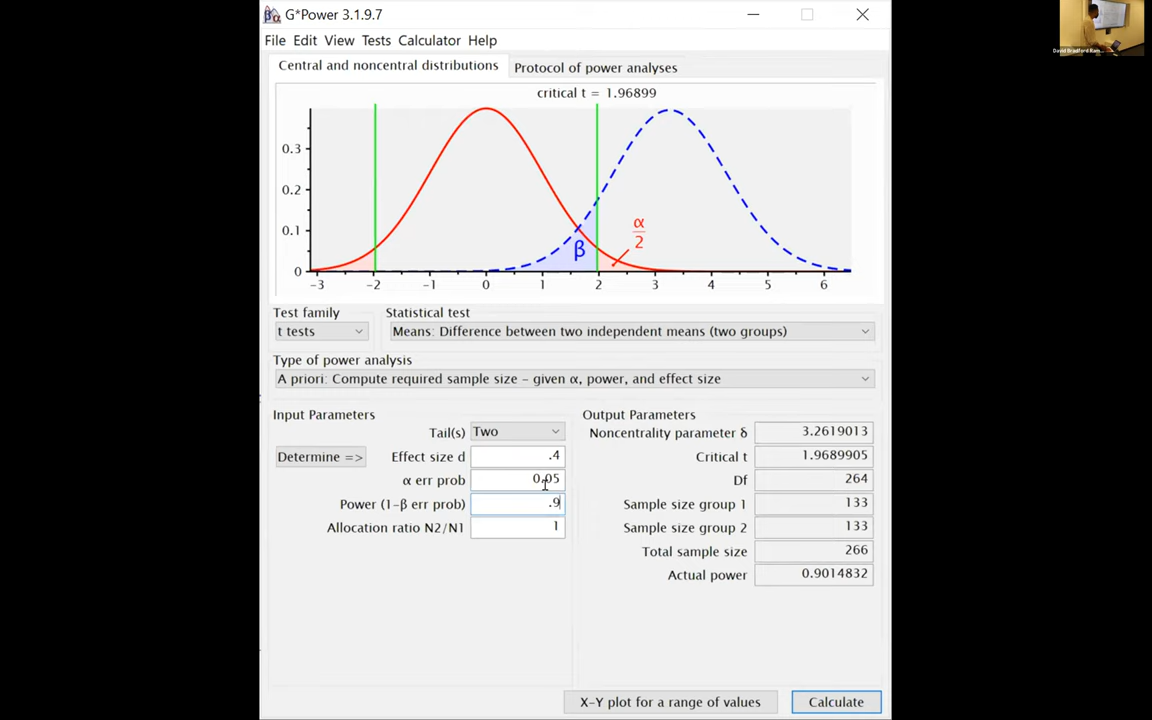 G*Power 3.1.9.7
File Edit View Tests Calculator Help
Central and noncentral distributions
Protocol of power analyses
critical t = 1.96899
0.3
0.2
0.1
0
β
α
2
-3 -2 -1 0 1 2 3 4 5 6
Test family
Statistical test
t tests
Means: Difference between two independent means (two groups)
Type of power analysis
A priori: Compute required sample size – given α, power, and effect size
Input Parameters
Output Parameters
Tail(s) Two
Noncentrality parameter δ 3.2619013
Determine => Effect size d .4
Critical t 1.9689905
α err prob 0.05
Df 264
Power (1-β err prob) .9
Sample size group 1 133
Allocation ratio N2/N1 1
Sample size group 2 133
Total sample size 266
Actual power 0.9014832
X-Y plot for a range of values
Calculate
David Bradford Ram...